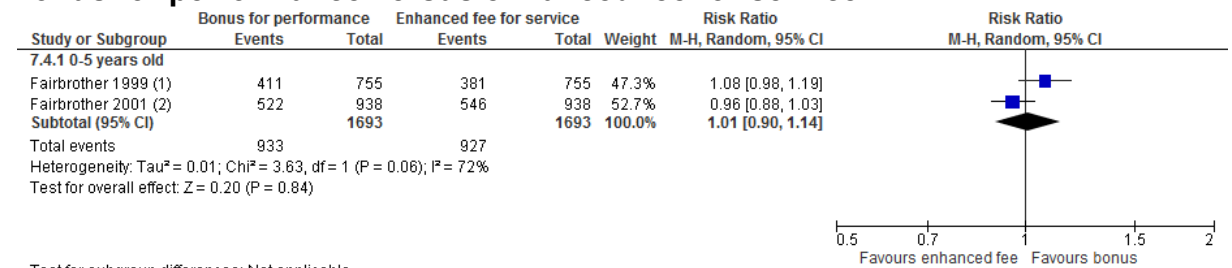 Bonus for performance Enhanced fee for service Risk Ratio Risk Ratio
Study or Subgroup Events Total Events Total Weight M-H, Random, 95% CI M-H, Random, 95% CI
7.4.1 0-5 years old
Fairbrother 1999 (1) 411 755 381 755 47.3% 1.08 [0.98, 1.19]
Fairbrother 2001 (2) 522 938 546 938 52.7% 0.96 [0.88, 1.03]
Subtotal (95% CI) 1693 1693 100.0% 1.01 [0.90, 1.14]
Total events 933 927
Heterogeneity: Tau² = 0.01; Chi² = 3.63, df = 1 (P = 0.06); I² = 72%
Test for overall effect: Z = 0.20 (P = 0.84)
0.5 0.7 1 1.5 2
Favours enhanced fee Favours bonus